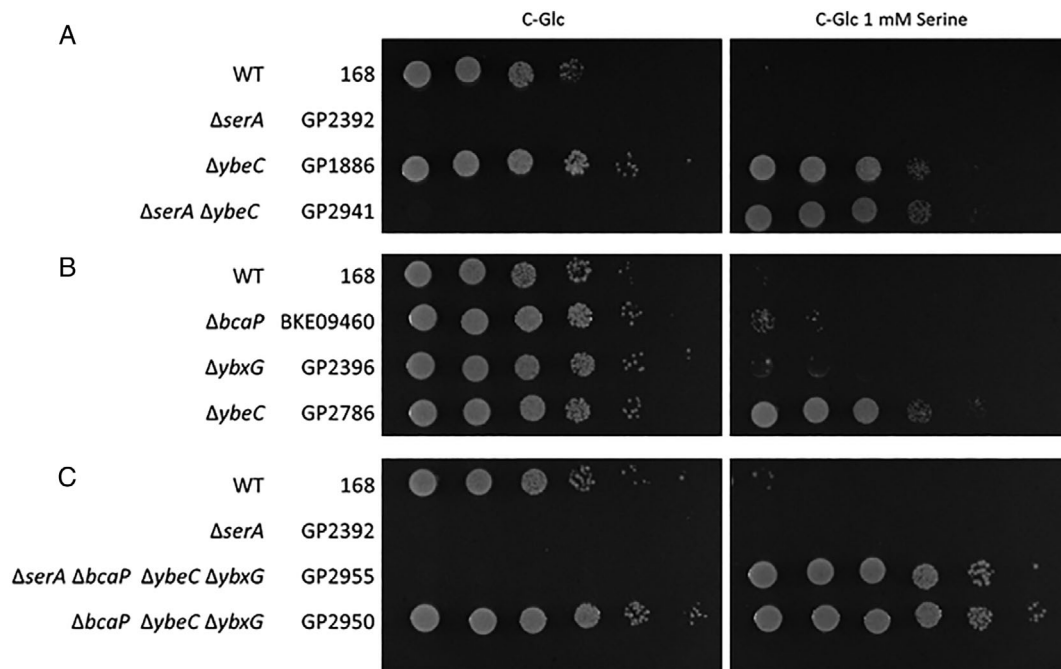 C-Glc C-Glc 1 mM Serine
A
WT 168
ΔserA GP2392
ΔybeC GP1886
ΔserA ΔybeC GP2941
B
WT 168
ΔbcaP BKE09460
ΔybxG GP2396
ΔybeC GP2786
C
WT 168
ΔserA GP2392
ΔserA ΔbcaP ΔybeC ΔybxG GP2955
ΔbcaP ΔybeC ΔybxG GP2950